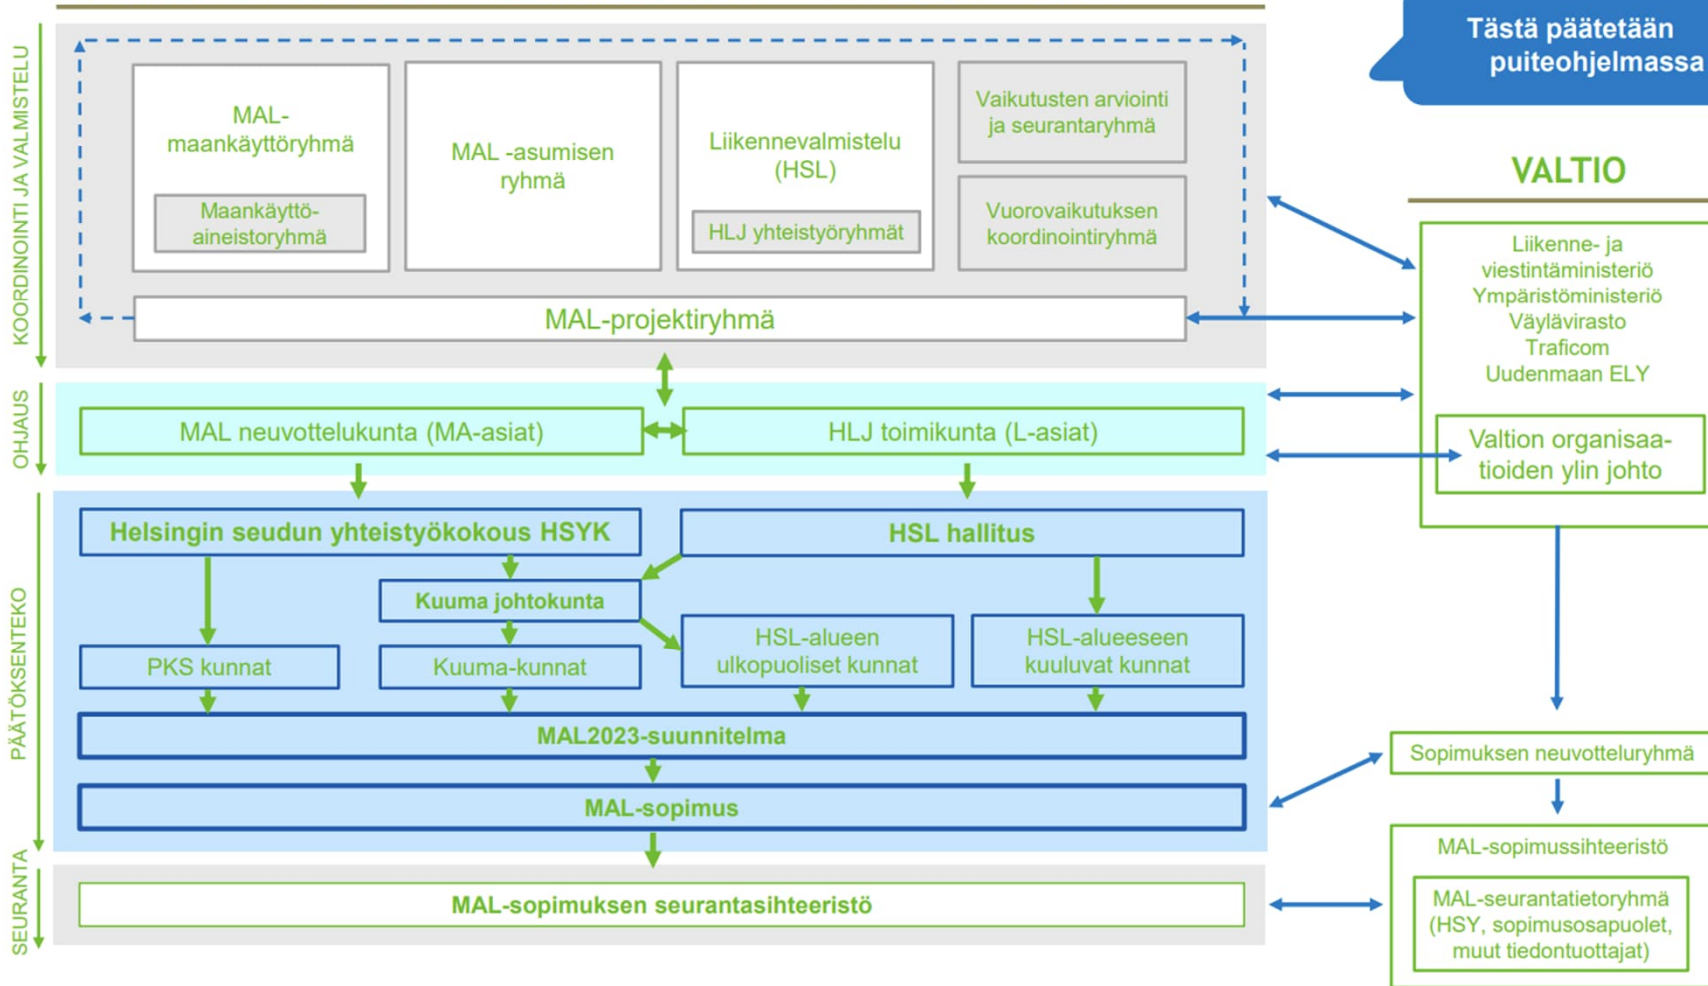 Tästä päätetään
puiteohjelmassa
KOORDINOINTI JA VALMISTELU
MAL-
maankäyttöryhmä
Maankäyttö-
aineistoryhmä
MAL -asumisen
ryhmä
Liikennevalmistelu
(HSL)
HLJ yhteistyöryhmät
Vaikutusten arviointi
ja seurantaryhmä
Vuorovaikutuksen
koordinointiryhmä
MAL-projektiryhmä
VALTIO
Liikenne- ja
viestintäministeriö
Ympäristöministeriö
Väylävirasto
Traficom
Uudenmaan ELY
Valtion organisaa-
tioiden ylin johto
OHJAUS
MAL neuvottelukunta (MA-asiat)
HLJ toimikunta (L-asiat)
PÄÄTÖKSENTEKO
Helsingin seudun yhteistyökokous HSYK
HSL hallitus
Kuuma johtokunta
PKS kunnat
Kuuma-kunnat
HSL-alueen
ulkopuoliset kunnat
HSL-alueeseen
kuuluvat kunnat
MAL2023-suunnitelma
MAL-sopimus
Sopimuksen neuvotteluryhmä
SEURANTA
MAL-sopimuksen seurantasihteeristö
MAL-sopimussihteeristö
MAL-seurantatietoryhmä
(HSY, sopimusosapuolet,
muut tiedontuottajat)